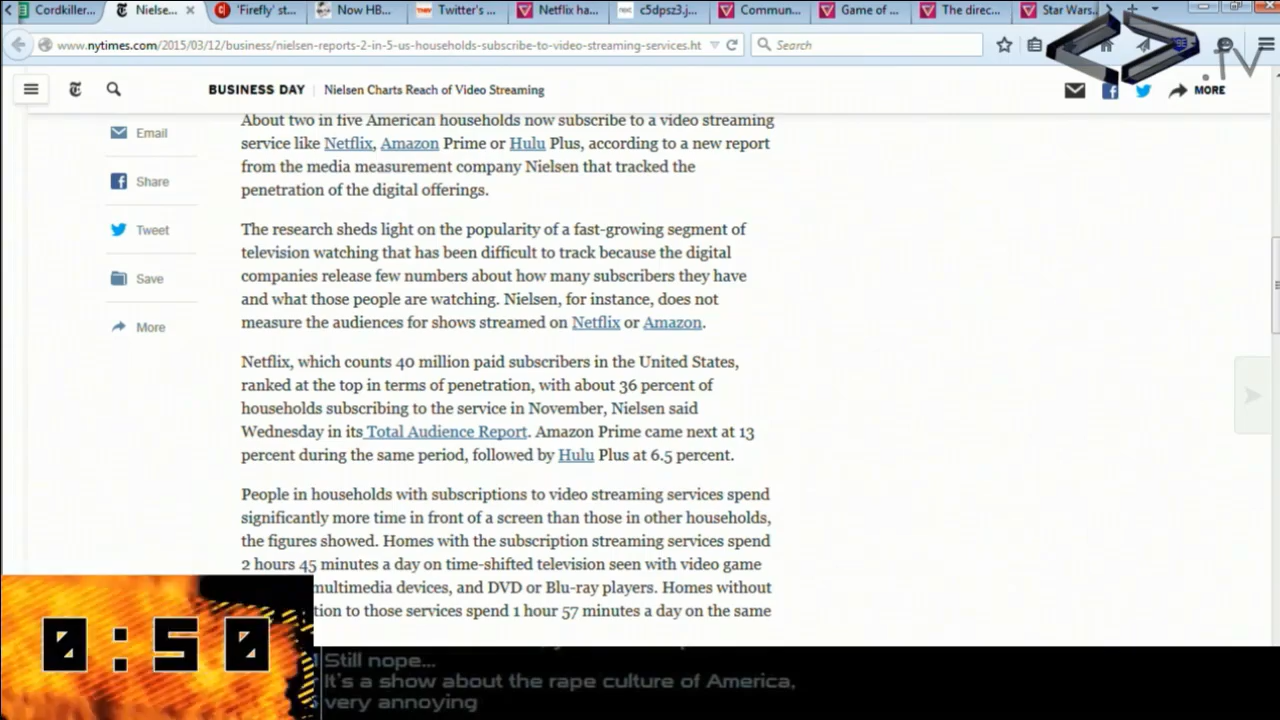 Cordkiller...
Nielse...
'Firefly' st...
Now HB...
Twitter's ...
Netflix ha...
c5dpsz3.j...
Commun...
Game of ...
The direc...
Star Wars...
www.nytimes.com/2015/03/12/business/nielsen-reports-2-in-5-us-households-subscribe-to-video-streaming-services.ht
Search
.tv
BUSINESS DAY
Nielsen Charts Reach of Video Streaming
MORE
Email
Share
Tweet
Save
More
About two in five American households now subscribe to a video streaming
service like Netflix, Amazon Prime or Hulu Plus, according to a new report
from the media measurement company Nielsen that tracked the
penetration of the digital offerings.
The research sheds light on the popularity of a fast-growing segment of
television watching that has been difficult to track because the digital
companies release few numbers about how many subscribers they have
and what those people are watching. Nielsen, for instance, does not
measure the audiences for shows streamed on Netflix or Amazon.
Netflix, which counts 40 million paid subscribers in the United States,
ranked at the top in terms of penetration, with about 36 percent of
households subscribing to the service in November, Nielsen said
Wednesday in its Total Audience Report. Amazon Prime came next at 13
percent during the same period, followed by Hulu Plus at 6.5 percent.
People in households with subscriptions to video streaming services spend
significantly more time in front of a screen than those in other households,
the figures showed. Homes with the subscription streaming services spend
2 hours 45 minutes a day on time-shifted television seen with video game
multimedia devices, and DVD or Blu-ray players. Homes without
tion to those services spend 1 hour 57 minutes a day on the same
0:50
Still nope...
It's a show about the rape culture of America,
very annoying